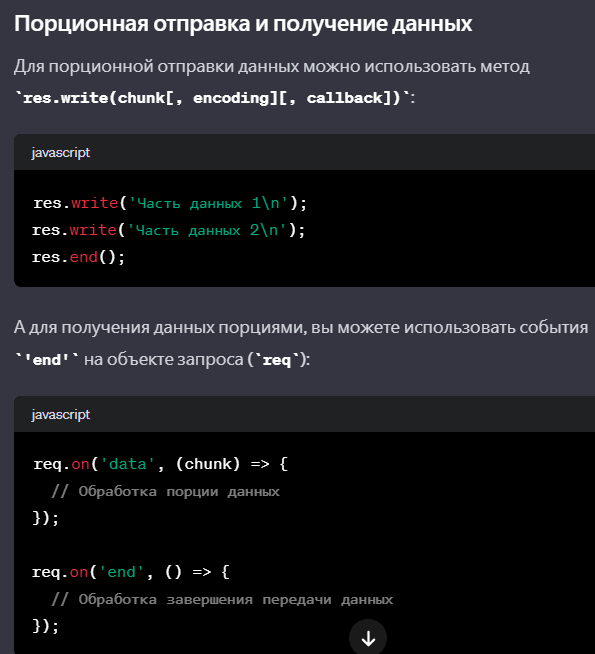 Порционная отправка и получение данных
Для порционной отправки данных можно использовать метод
`res.write(chunk[, encoding][, callback])`:
javascript
res.write('Часть данных 1\n');
res.write('Часть данных 2\n');
res.end();
А для получения данных порциями, вы можете использовать события
`'end'` на объекте запроса (`req`):
javascript
req.on('data', (chunk) => {
  // Обработка порции данных
});
req.on('end', () => {
  // Обработка завершения передачи данных
});